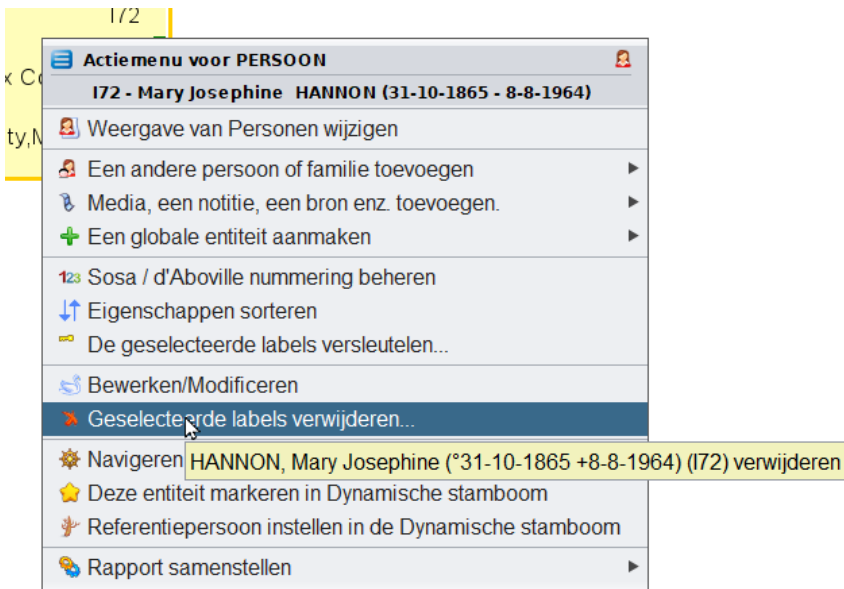 I72
Actiemenu voor PERSOON
x Co
I72 - Mary Josephine HANNON (31-10-1865 - 8-8-1964)
ty,M
Weergave van Personen wijzigen
Een andere persoon of familie toevoegen
Media, een notitie, een bron enz. toevoegen.
Een globale entiteit aanmaken
123 Sosa / d'Aboville nummering beheren
Eigenschappen sorteren
De geselecteerde labels versleutelen...
Bewerken/Modificeren
Geselecteerde labels verwijderen...
Navigeren
HANNON, Mary Josephine (°31-10-1865 +8-8-1964) (I72) verwijderen
Deze entiteit markeren in Dynamische stamboom
Referentiepersoon instellen in de Dynamische stamboom
Rapport samenstellen